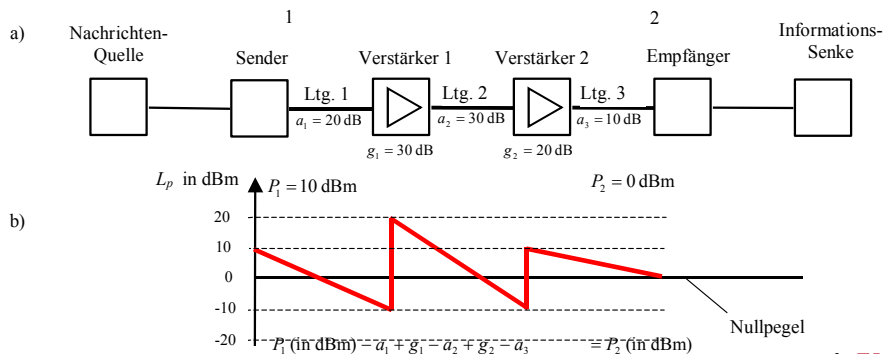 1
2
a)
Nachrichten-
Quelle
Sender
Verstärker 1
Verstärker 2
Empfänger
Informations-
Senke
Ltg. 1
Ltg. 2
Ltg. 3
a₁ = 20 dB
a₂ = 30 dB
a₃ = 10 dB
g₁ = 30 dB
g₂ = 20 dB
Lₚ in dBm
P₁ = 10 dBm
P₂ = 0 dBm
b)
20
10
0
-10
-20
Nullpegel
P₁ (in dBm) − a₁ + g₁ − a₂ + g₂ − a₃ = P₂ (in dBm)